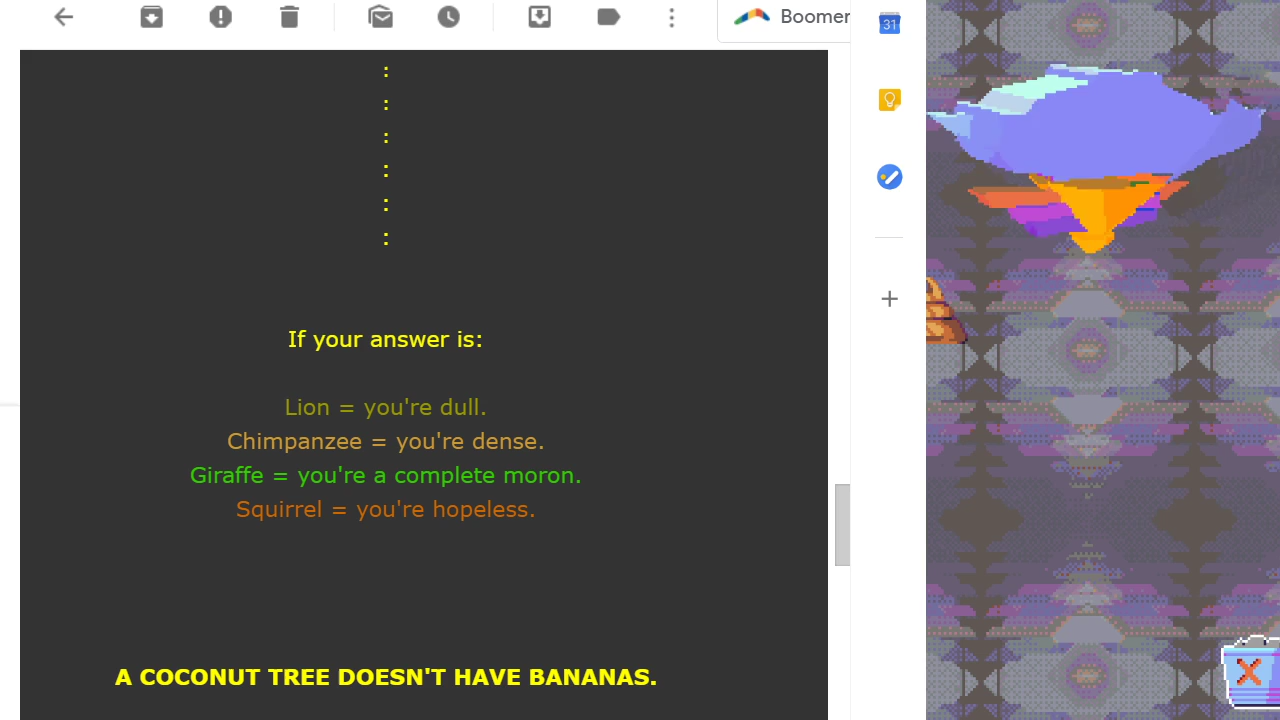 Boomer
31
:
:
:
:
:
:
If your answer is:
Lion = you're dull.
Chimpanzee = you're dense.
Giraffe = you're a complete moron.
Squirrel = you're hopeless.
A COCONUT TREE DOESN'T HAVE BANANAS.